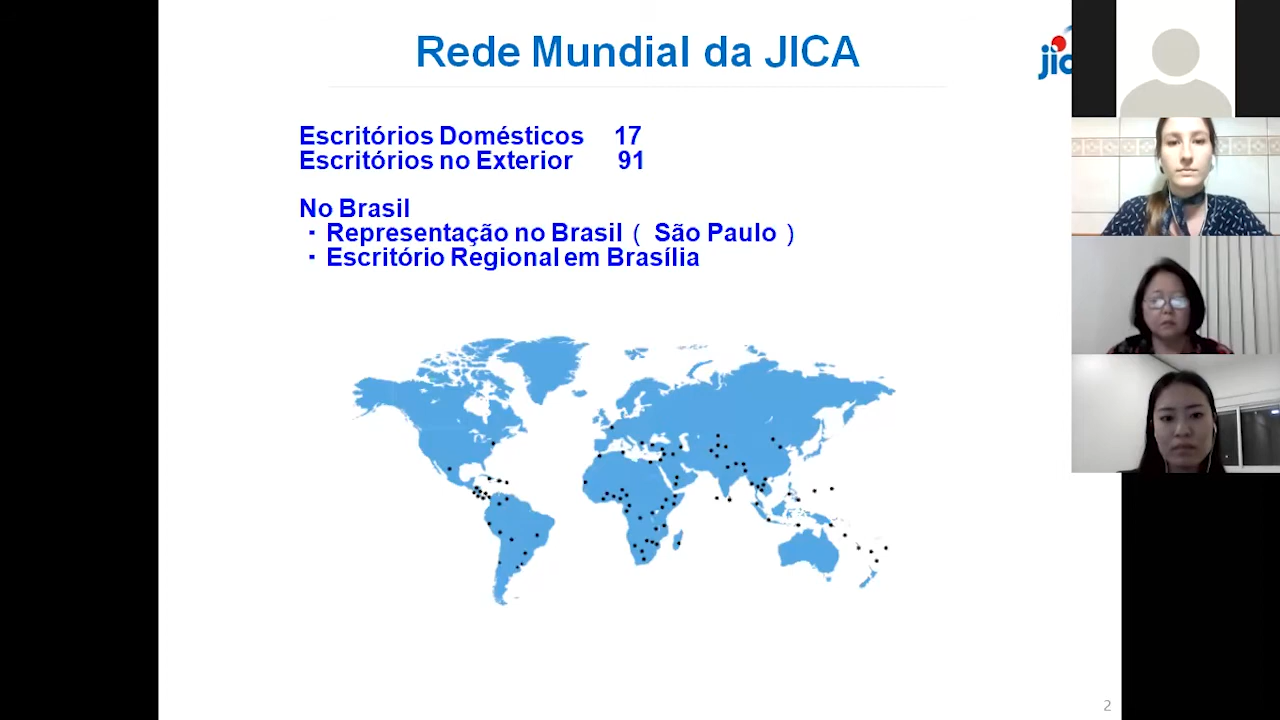 Rede Mundial da JICA
Escritórios Domésticos 17
Escritórios no Exterior 91
No Brasil
・Representação no Brasil（ São Paulo ）
・Escritório Regional em Brasília
2